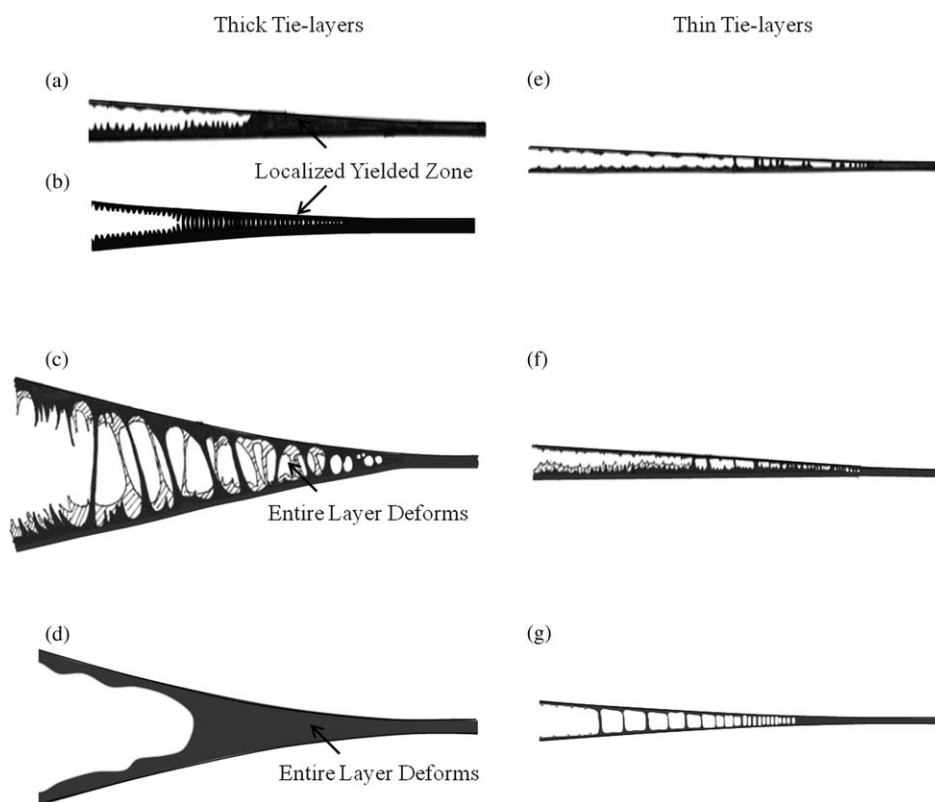 Thick Tie-layers
Thin Tie-layers
(a)
(e)
Localized Yielded Zone
(b)
(c)
(f)
Entire Layer Deforms
(d)
(g)
Entire Layer Deforms